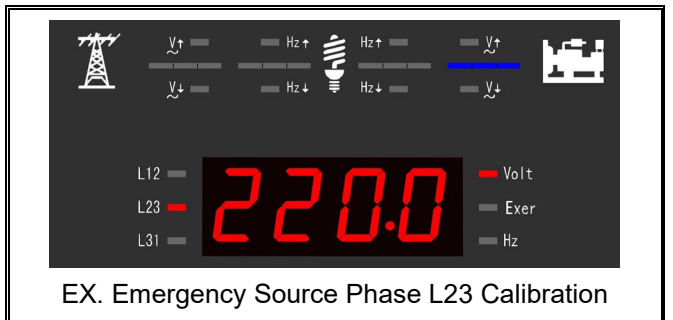 V↑ Hz↑ Hz↑ V↑
V↓ Hz↓ Hz↓ V↓
L12 Volt
L23 220.0 Exer
L31 Hz
EX. Emergency Source Phase L23 Calibration